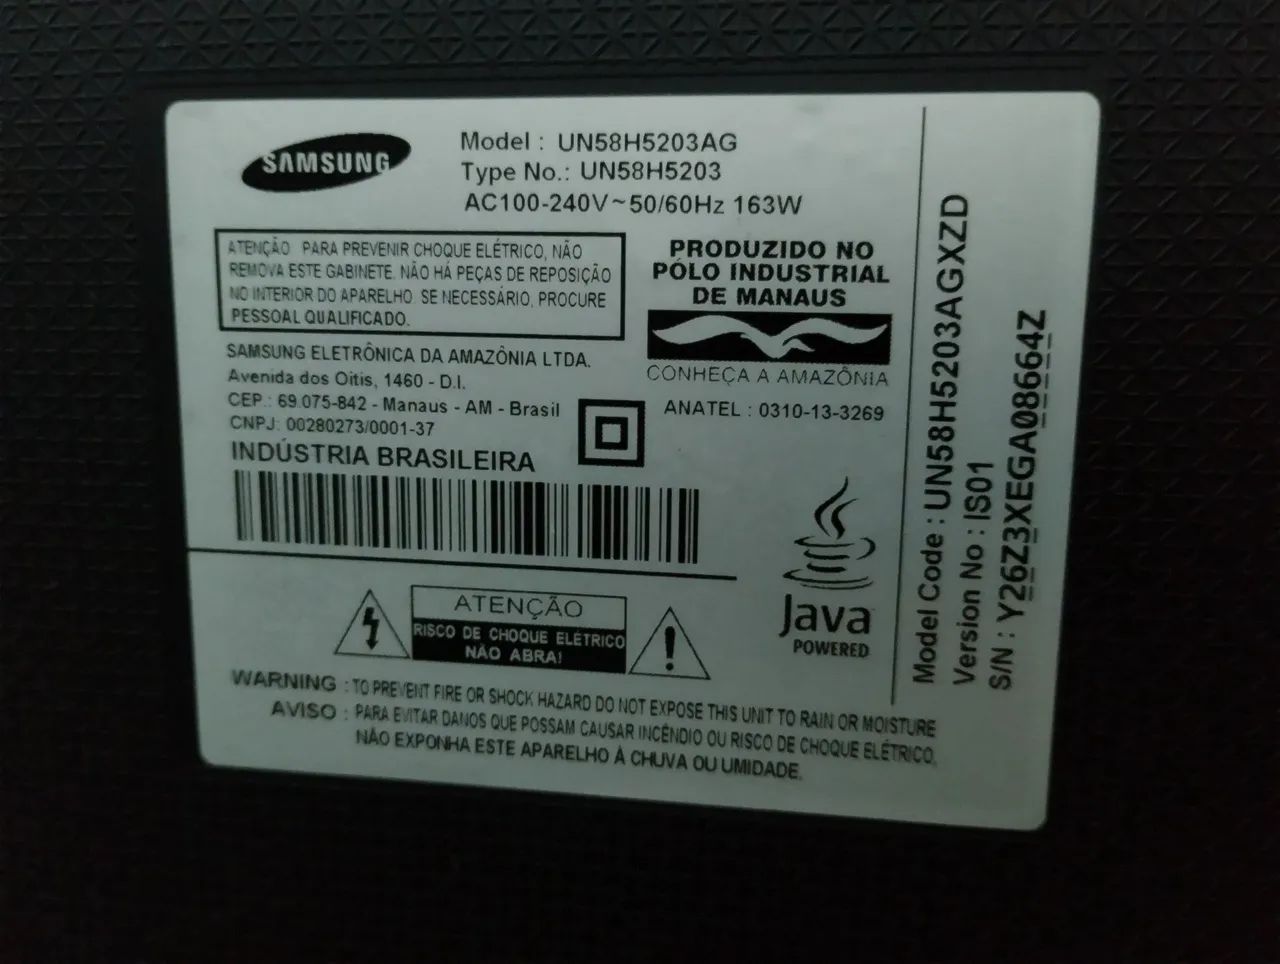 SAMSUNG
Model : UN58H5203AG
Type No.: UN58H5203
AC100-240V~50/60Hz 163W
ATENÇÃO PARA PREVENIR CHOQUE ELÉTRICO, NÃO
REMOVA ESTE GABINETE. NÃO HÁ PEÇAS DE REPOSIÇÃO
NO INTERIOR DO APARELHO SE NECESSÁRIO, PROCURE
PESSOAL QUALIFICADO.
PRODUZIDO NO
PÓLO INDUSTRIAL
DE MANAUS
CONHEÇA A AMAZÔNIA
SAMSUNG ELETRÔNICA DA AMAZÔNIA LTDA.
Avenida dos Oitis, 1460 - D.I.
CEP.: 69.075-842 - Manaus - AM - Brasil
CNPJ: 00280273/0001-37
INDÚSTRIA BRASILEIRA
ANATEL : 0310-13-3269
Java
POWERED
ATENÇÃO
RISCO DE CHOQUE ELÉTRICO
NÃO ABRA!
WARNING : TO PREVENT FIRE OR SHOCK HAZARD DO NOT EXPOSE THIS UNIT TO RAIN OR MOISTURE
AVISO : PARA EVITAR DANOS QUE POSSAM CAUSAR INCÊNDIO OU RISCO DE CHOQUE ELÉTRICO,
NÃO EXPONHA ESTE APARELHO À CHUVA OU UMIDADE.
Model Code : UN58H5203AGXZD
Version No : IS01
S/N : Y26Z3XEGA08664Z